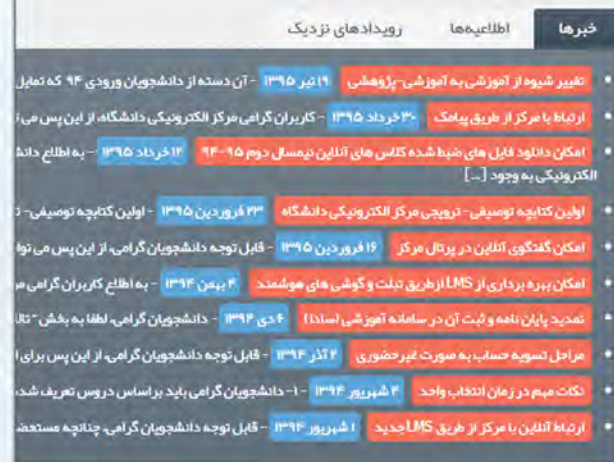 خبرها اطلاعیه‌ها رویدادهای نزدیک
تغییر شیوه از آموزشی به آموزشی-پژوهشی ۱۹ تیر ۱۳۹۵ - آن دسته از دانشجویان ورودی ۹۴ که تمایل
ارتباط با مرکز از طریق پیامک ۳۰ خرداد ۱۳۹۵ - کاربران گرامی مرکز الکترونیکی دانشگاه، از این پس می
امکان دانلود فایل های ضبط شده کلاس های آنلاین نیمسال دوم ۹۵-۹۴ ۱۲ خرداد ۱۳۹۵ - به اطلاع
الکترونیکی به وجود [...]
اولین کتابچه توصیفی- ترویجی مرکز الکترونیکی دانشگاه ۲۳ فروردین ۱۳۹۵ - اولین کتابچه توصیفی-
امکان گفتگوی آنلاین در پرتال مرکز ۱۶ فروردین ۱۳۹۵ - قابل توجه دانشجویان گرامی، از این پس می
امکان بهره برداری از LMS ازطریق تبلت و گوشی های هوشمند ۴ بهمن ۱۳۹۴ - به اطلاع کاربران گرامی
تمدید پایان نامه و ثبت آن در سامانه آموزشی (سادا) ۶ دی ۱۳۹۴ - دانشجویان گرامی، لطفا به بخش "
مراحل تسویه حساب به صورت غیرحضوری ۲ آذر ۱۳۹۴ - قابل توجه دانشجویان گرامی، از این پس برای
نکات مهم در زمان انتخاب واحد ۴ شهریور ۱۳۹۴ - ۱- دانشجویان گرامی باید براساس دروس تعریف
ارتباط آنلاین با مرکز از طریق LMS جدید ۱ شهریور ۱۳۹۴ - قابل توجه دانشجویان گرامی، چنانچه